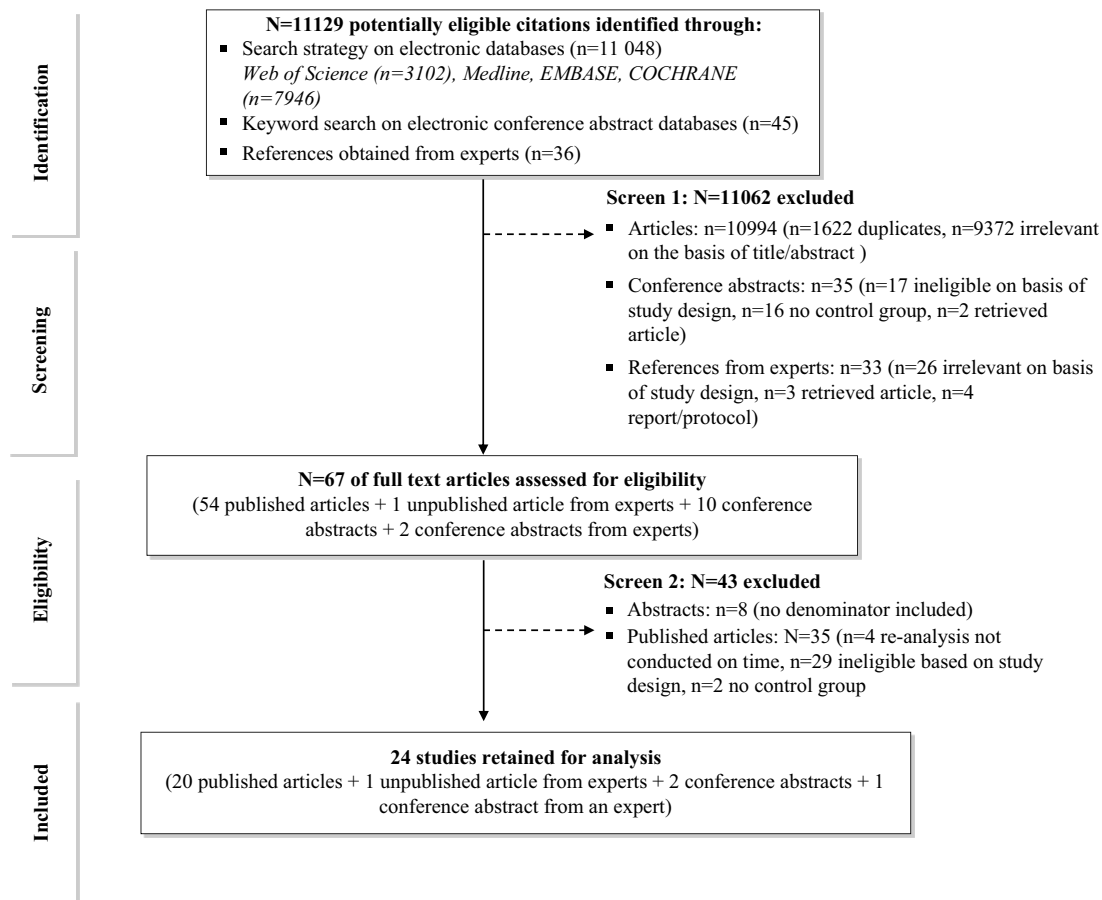 Identification
N=11129 potentially eligible citations identified through:
▪ Search strategy on electronic databases (n=11 048)
Web of Science (n=3102), Medline, EMBASE, COCHRANE
(n=7946)
▪ Keyword search on electronic conference abstract databases (n=45)
▪ References obtained from experts (n=36)
Screening
Screen 1: N=11062 excluded
▪ Articles: n=10994 (n=1622 duplicates, n=9372 irrelevant
on the basis of title/abstract )
▪ Conference abstracts: n=35 (n=17 ineligible on basis of
study design, n=16 no control group, n=2 retrieved
article)
▪ References from experts: n=33 (n=26 irrelevant on basis
of study design, n=3 retrieved article, n=4
report/protocol)
Eligibility
N=67 of full text articles assessed for eligibility
(54 published articles + 1 unpublished article from experts + 10 conference
abstracts + 2 conference abstracts from experts)
Screen 2: N=43 excluded
▪ Abstracts: n=8 (no denominator included)
▪ Published articles: N=35 (n=4 re-analysis not
conducted on time, n=29 ineligible based on study
design, n=2 no control group
Included
24 studies retained for analysis
(20 published articles + 1 unpublished article from experts + 2 conference abstracts + 1
conference abstract from an expert)